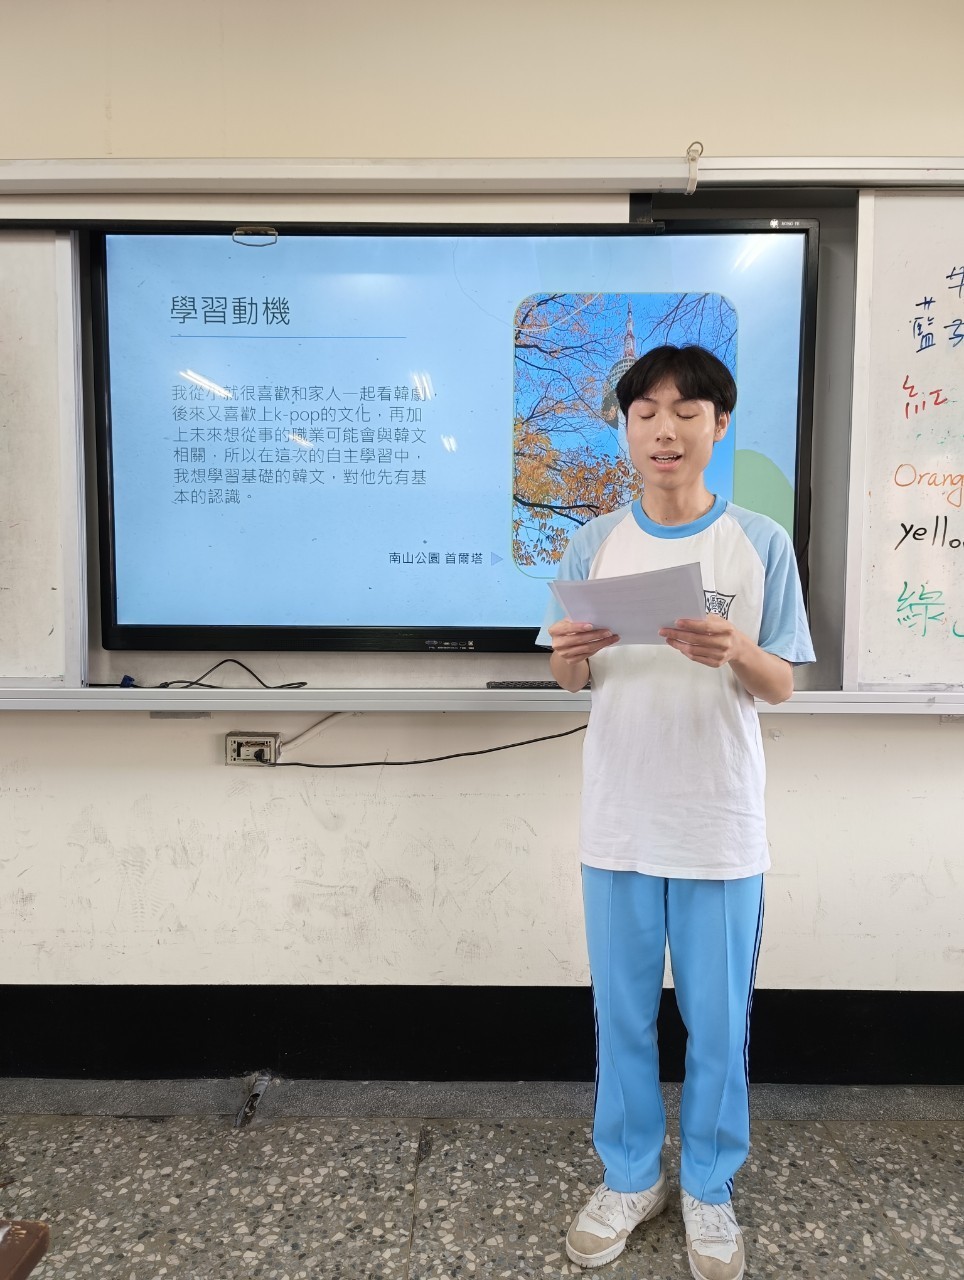 學習動機
我從小就很喜歡和家人一起看韓劇，
後來又喜歡上k-pop的文化，再加
上未來想從事的職業可能會與韓文
相關，所以在這次的自主學習中，
我想學習基礎的韓文，對他先有基
本的認識。
南山公園 首爾塔
藍
紅
Orang
yello
綠